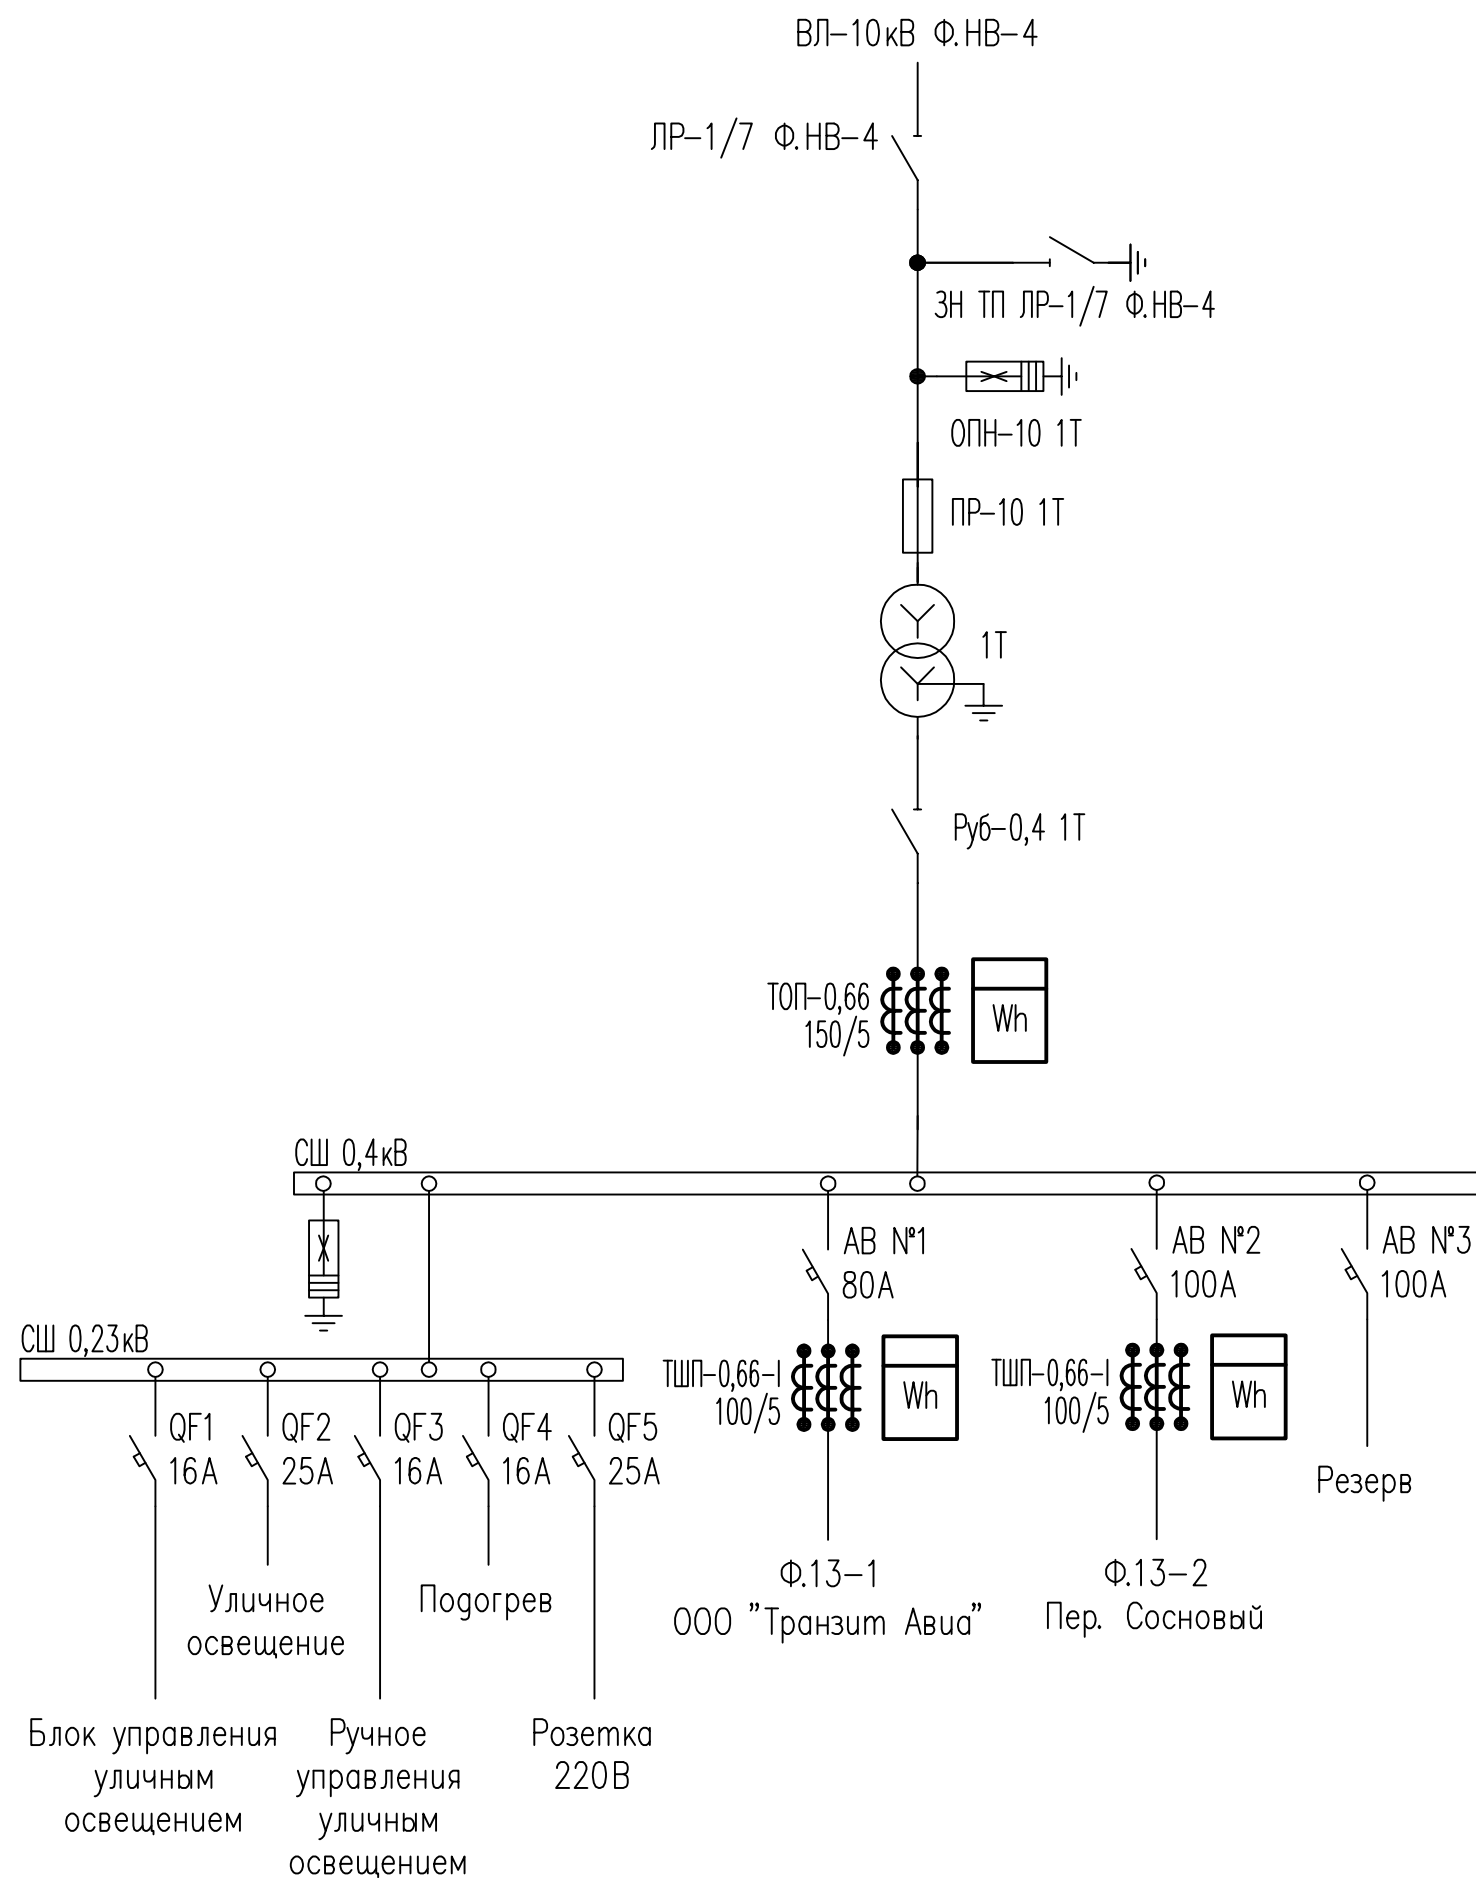 ВЛ-10кВ Ф.НВ-4
ЛР-1/7 Ф.НВ-4
ЗН ТП ЛР-1/7 Ф.НВ-4
ОПН-10 1Т
ПР-10 1Т
1Т
Руб-0,4 1Т
ТОП-0,66
150/5
Wh
СШ 0,4кВ
АВ №1
80А
АВ №2
100А
АВ №3
100А
СШ 0,23кВ
ТШП-0,66-I
100/5
Wh
ТШП-0,66-I
100/5
Wh
QF1
16А
QF2
25А
QF3
16А
QF4
16А
QF5
25А
Резерв
Уличное
освещение
Подогрев
Ф.13-1
ООО "Транзит Авиа"
Ф.13-2
Пер. Сосновый
Блок управления
уличным
освещением
Ручное
управления
уличным
освещением
Розетка
220В